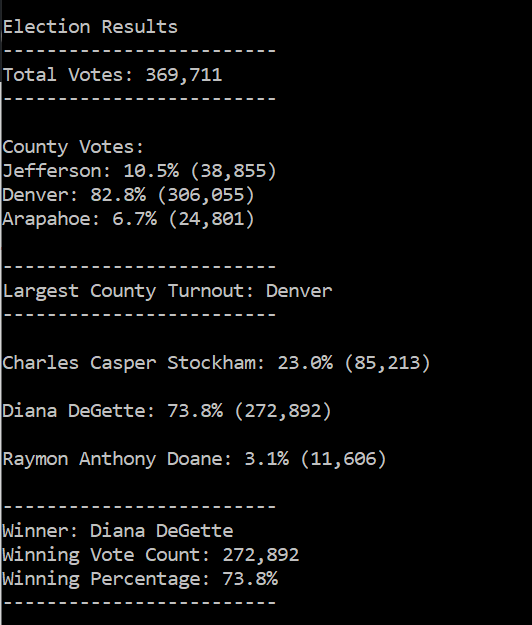 Election Results
-------------------------
Total Votes: 369,711
-------------------------
County Votes:
Jefferson: 10.5% (38,855)
Denver: 82.8% (306,055)
Arapahoe: 6.7% (24,801)
-------------------------
Largest County Turnout: Denver
-------------------------
Charles Casper Stockham: 23.0% (85,213)
Diana DeGette: 73.8% (272,892)
Raymon Anthony Doane: 3.1% (11,606)
-------------------------
Winner: Diana DeGette
Winning Vote Count: 272,892
Winning Percentage: 73.8%
-------------------------